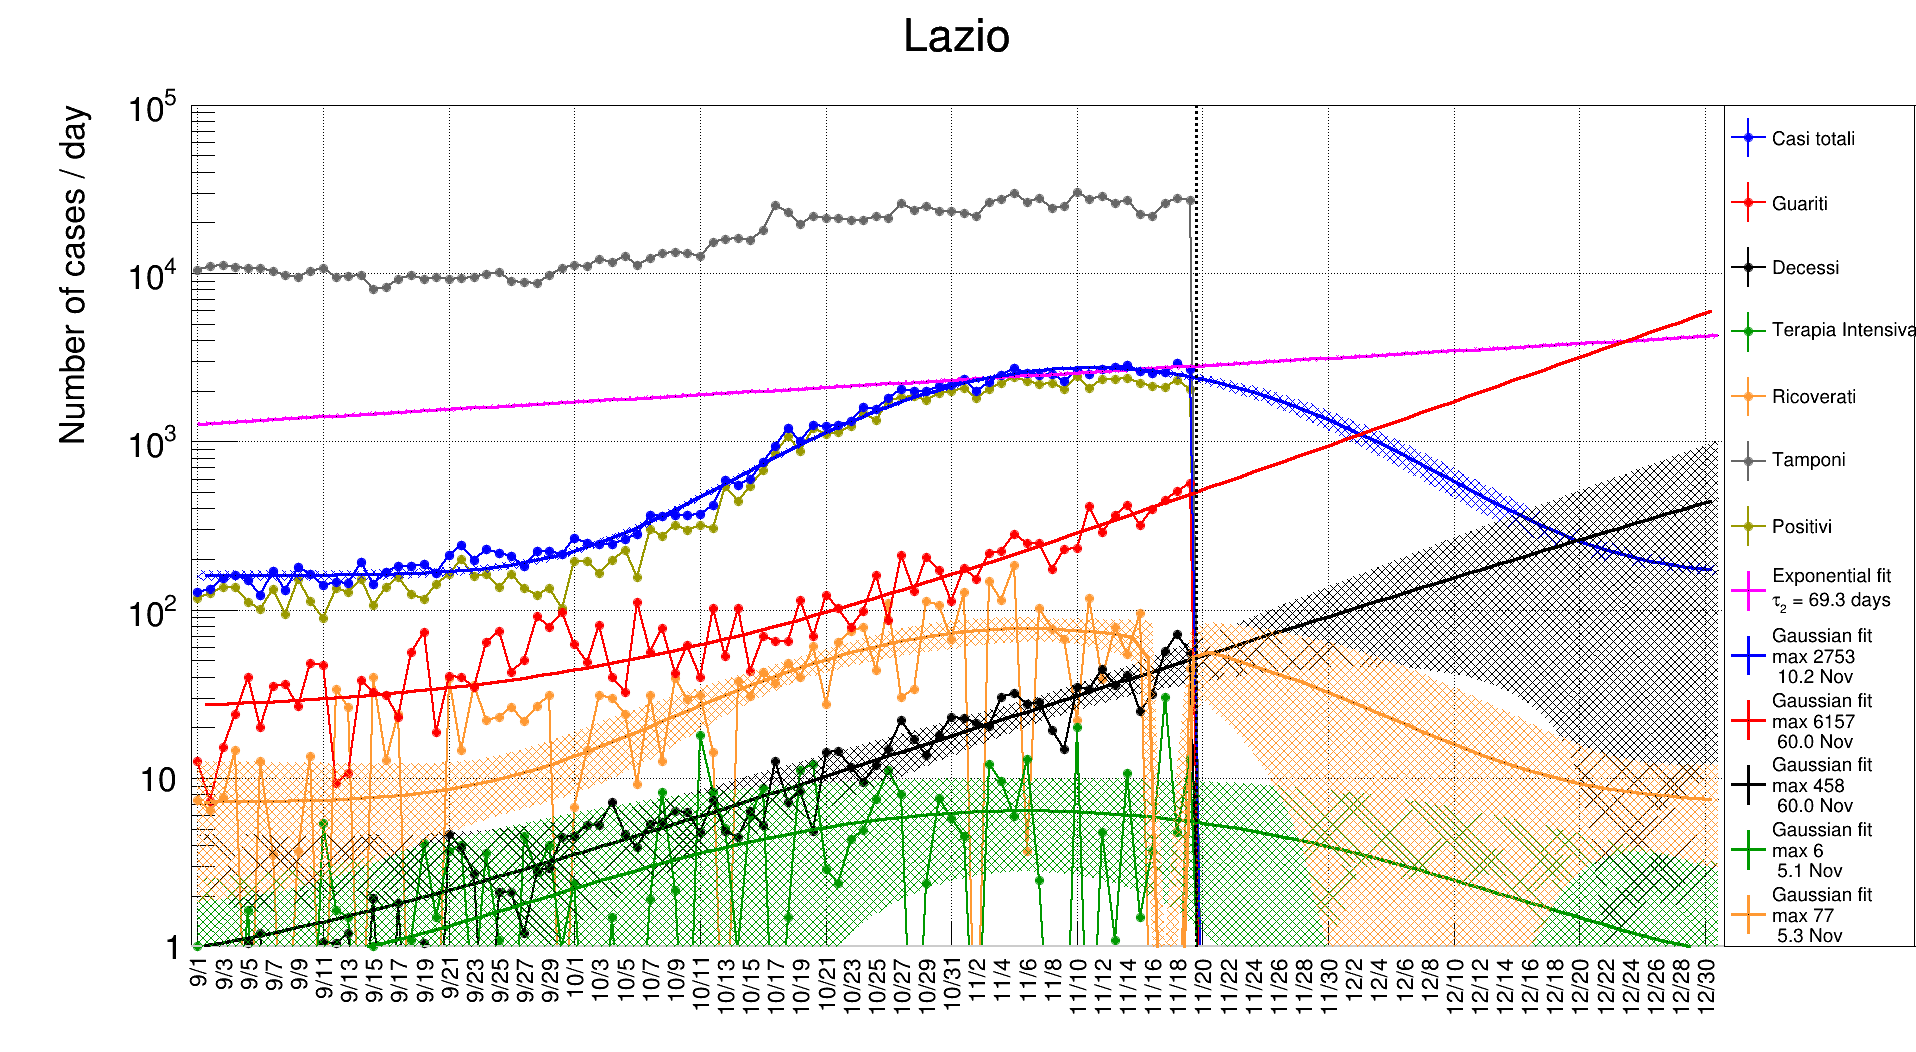 Lazio
Number of cases / day
10^5
10^4
10^3
10^2
10
1
9/1 9/3 9/5 9/7 9/9 9/11 9/13 9/15 9/17 9/19 9/21 9/23 9/25 9/27 9/29 10/1 10/3 10/5 10/7 10/9 10/11 10/13 10/15 10/17 10/19 10/21 10/23 10/25 10/27 10/29 10/31 11/2 11/4 11/6 11/8 11/10 11/12 11/14 11/16 11/18 11/20 11/22 11/24 11/26 11/28 11/30 12/2 12/4 12/6 12/8 12/10 12/12 12/14 12/16 12/18 12/20 12/22 12/24 12/26 12/28 12/30
Casi totali
Guariti
Decessi
Terapia Intensiva
Ricoverati
Tamponi
Positivi
Exponential fit
τ2 = 69.3 days
Gaussian fit
max 2753
10.2 Nov
Gaussian fit
max 6157
60.0 Nov
Gaussian fit
max 458
60.0 Nov
Gaussian fit
max 6
5.1 Nov
Gaussian fit
max 77
5.3 Nov